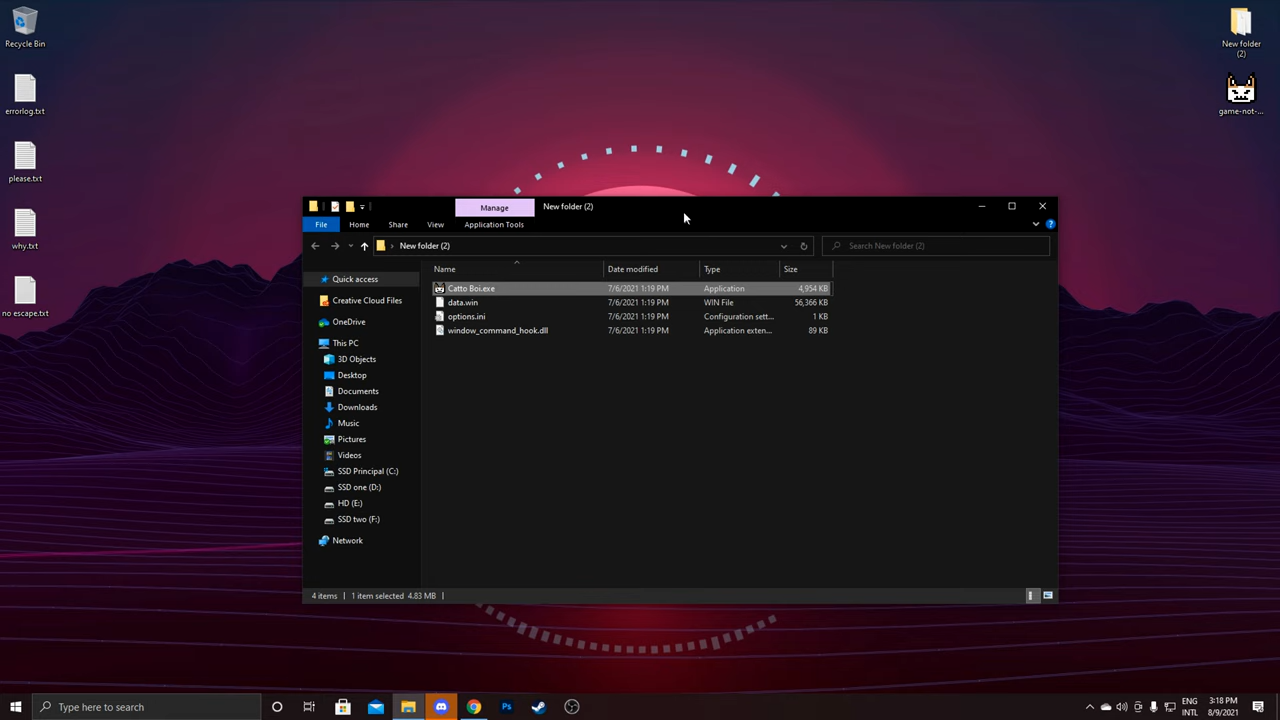 Recycle Bin
errorlog.txt
please.txt
why.txt
no escape.txt
New folder
(2)
game-not-...
Manage
New folder (2)
File Home Share View Application Tools
New folder (2)
Search New folder (2)
Name Date modified Type Size
Catto Boi.exe 7/6/2021 1:19 PM Application 4,954 KB
data.win 7/6/2021 1:19 PM WIN File 56,366 KB
options.ini 7/6/2021 1:19 PM Configuration sett... 1 KB
window_command_hook.dll 7/6/2021 1:19 PM Application exten... 89 KB
Quick access
Creative Cloud Files
OneDrive
This PC
3D Objects
Desktop
Documents
Downloads
Music
Pictures
Videos
SSD Principal (C:)
SSD one (D:)
HD (E:)
SSD two (F:)
Network
4 items 1 item selected 4.83 MB
Type here to search
Ps
ENG
INTL
3:18 PM
8/9/2021